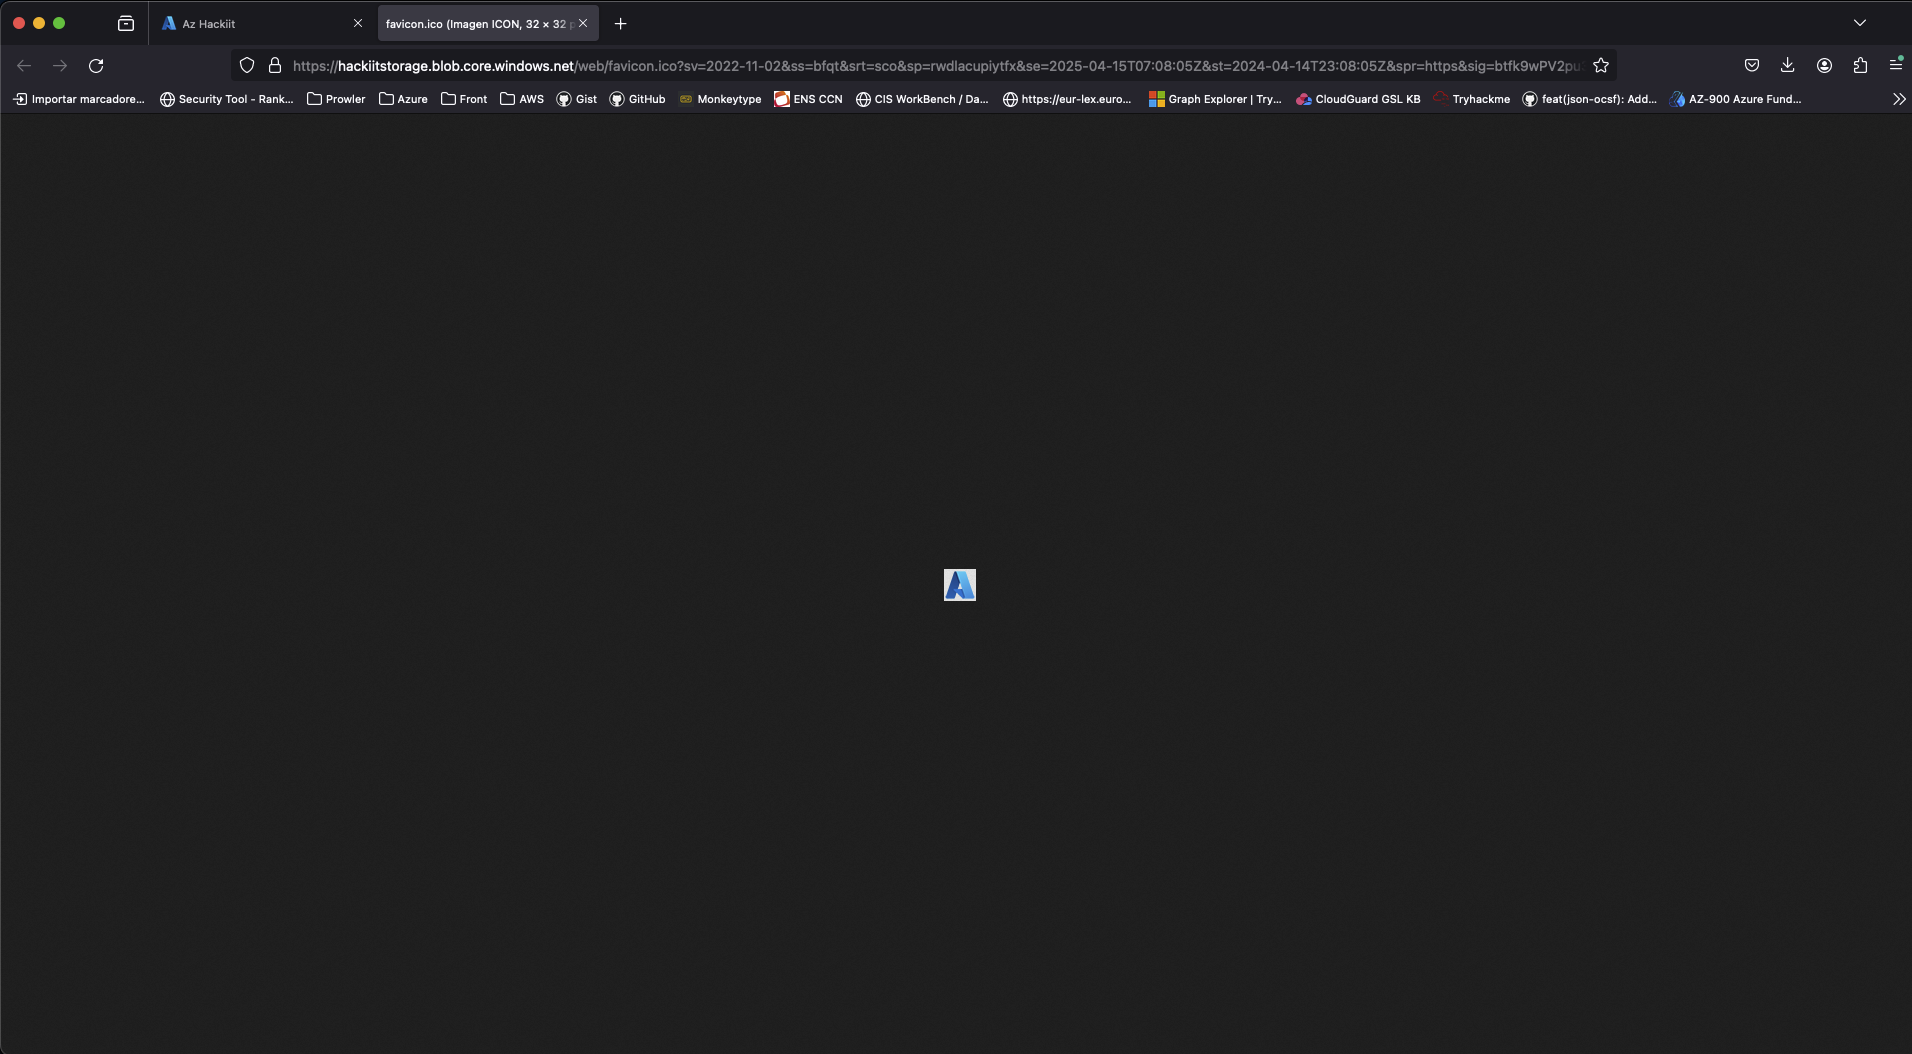 Az Hackiit
favicon.ico (Imagen ICON, 32 × 32 p
https://hackiitstorage.blob.core.windows.net/web/favicon.ico?sv=2022-11-02&ss=bfqt&srt=sco&sp=rwdlacupiytfx&se=2025-04-15T07:08:05Z&st=2024-04-14T23:08:05Z&spr=https&sig=btfk9wPV2pu
Importar marcadore... Security Tool - Rank... Prowler Azure Front AWS Gist GitHub Monkeytype ENS CCN CIS WorkBench / Da... https://eur-lex.euro... Graph Explorer | Try... CloudGuard GSL KB Tryhackme feat(json-ocsf): Add... AZ-900 Azure Fund...